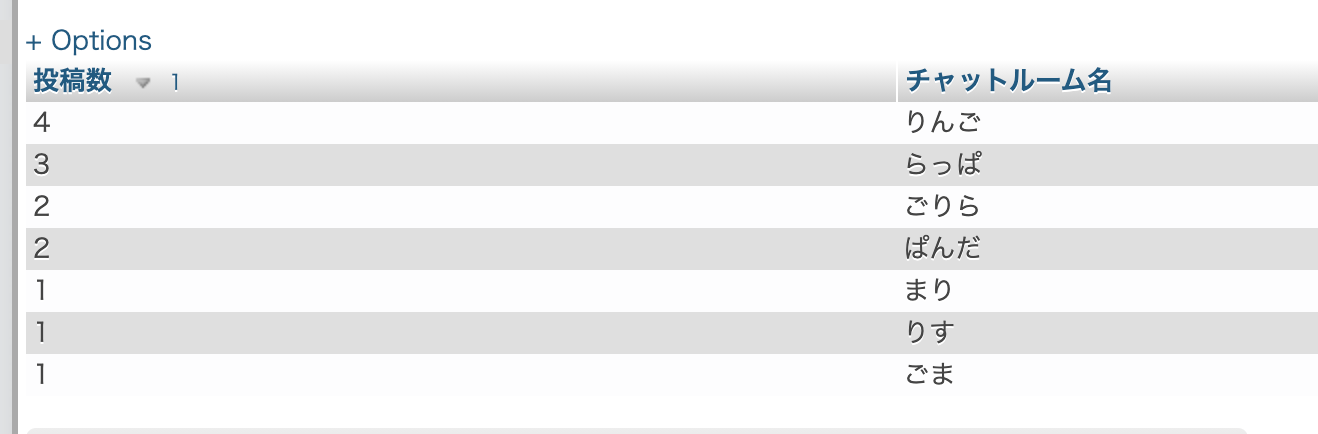 + Options
投稿数 1 チャットルーム名
4 りんご
3 らっぱ
2 ごりら
2 ぱんだ
1 まり
1 りす
1 ごま